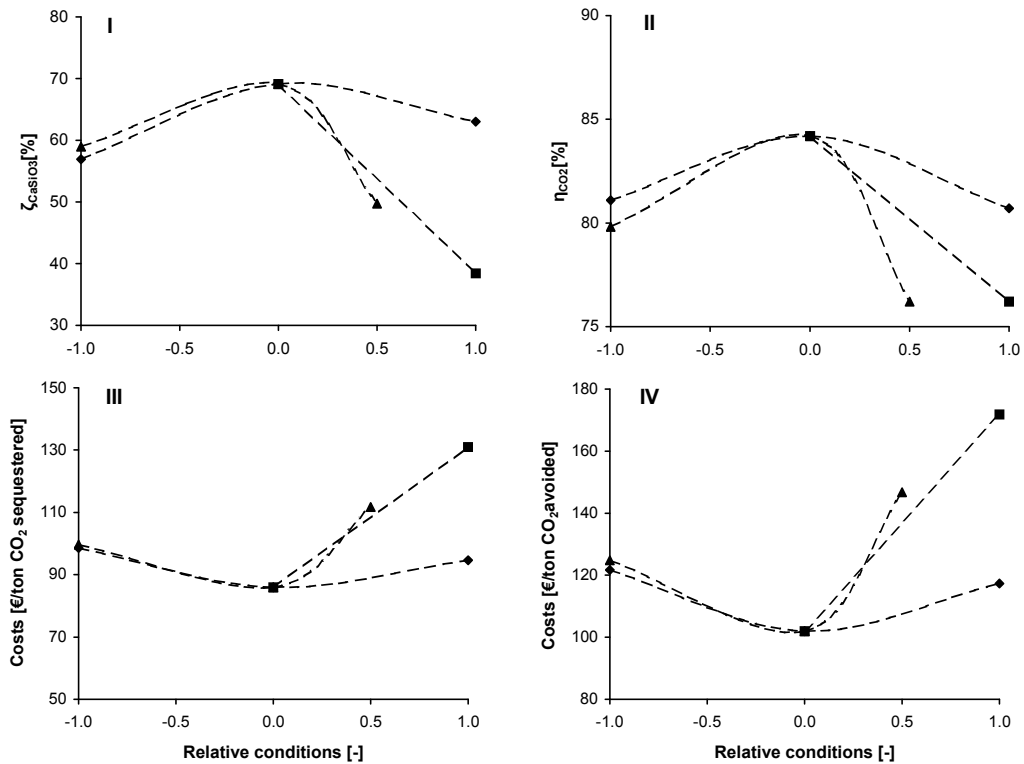 I
ζCaSiO3[%]
80
70
60
50
40
30
-1.0 -0.5 0.0 0.5 1.0
II
ηCO2[%]
90
84
80
75
-1.0 -0.5 0.0 0.5 1.0
III
Costs [€/ton CO2 sequestered]
150
130
110
90
70
50
-1.0 -0.5 0.0 0.5 1.0
Relative conditions [-]
IV
Costs [€/ton CO2avoided]
180
160
140
120
100
80
-1.0 -0.5 0.0 0.5 1.0
Relative conditions [-]